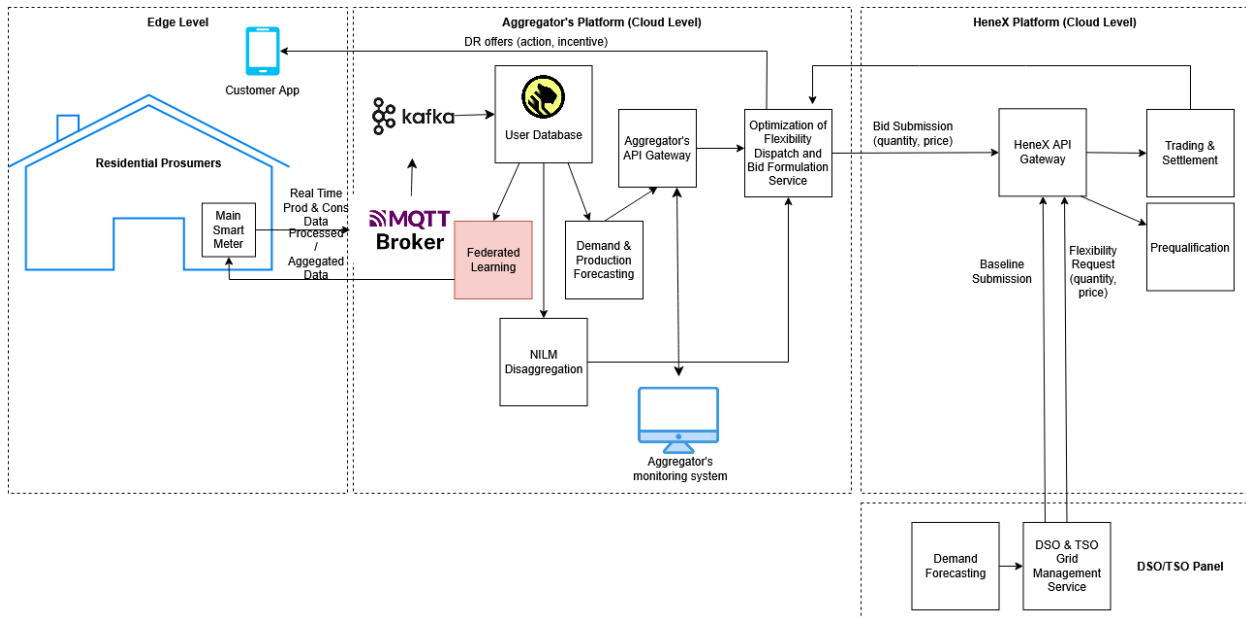 Edge Level
Aggregator's Platform (Cloud Level)
HeneX Platform (Cloud Level)
DR offers (action, incentive)
Customer App
Residential Prosumers
Main
Smart
Meter
Real Time
Prod & Cons
Data
Processed
/
Aggegated
Data
kafka
MQTT
Broker
User Database
Federated
Learning
Demand &
Production
Forecasting
NILM
Disaggregation
Aggregator's
API Gateway
Aggregator's
monitoring system
Optimization of
Flexibility
Dispatch and
Bid Formulation
Service
Bid Submission
(quantity, price)
HeneX API
Gateway
Trading &
Settlement
Prequalification
Baseline
Submission
Flexibility
Request
(quantity,
price)
Demand
Forecasting
DSO & TSO
Grid
Management
Service
DSO/TSO Panel